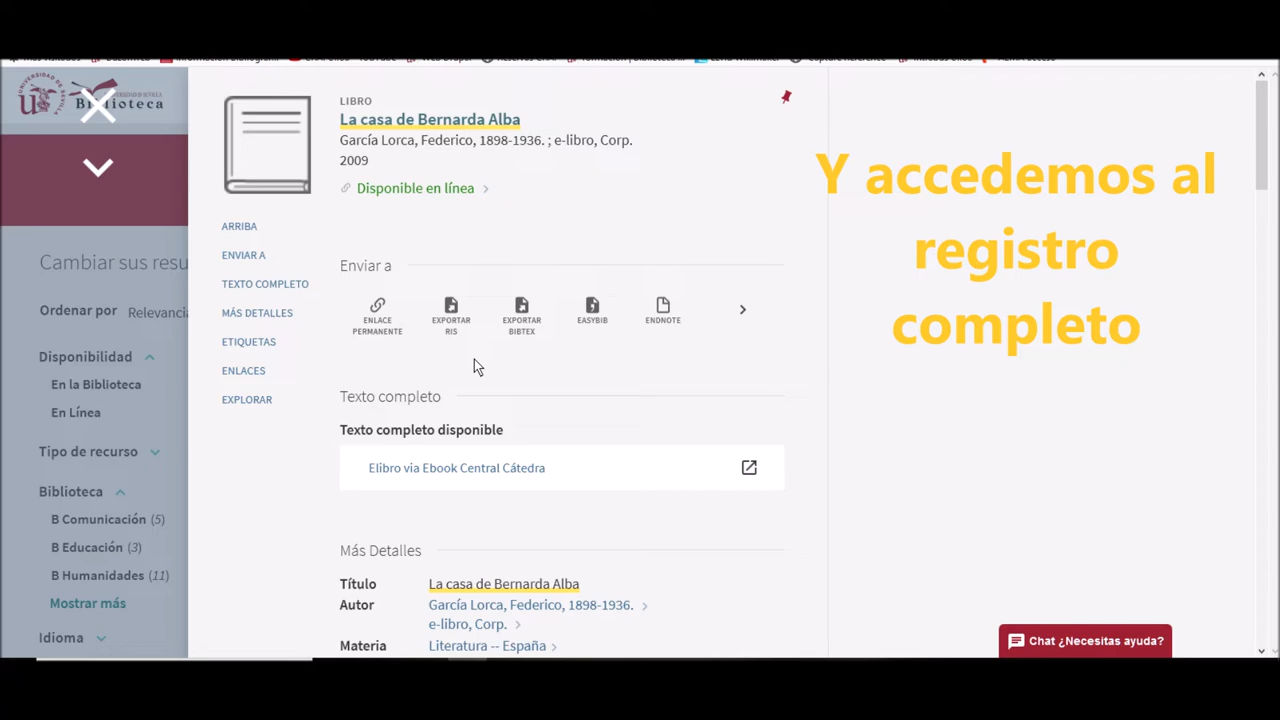 UNIVERSIDAD DE SEVILLA
Biblioteca
LIBRO
La casa de Bernarda Alba
García Lorca, Federico, 1898-1936. ; e-libro, Corp.
2009
Disponible en línea
Y accedemos al
registro
completo
ARRIBA
ENVIAR A
TEXTO COMPLETO
MÁS DETALLES
ETIQUETAS
ENLACES
EXPLORAR
Enviar a
ENLACE
PERMANENTE
EXPORTAR
RIS
EXPORTAR
BIBTEX
EASYBIB
ENDNOTE
Texto completo
Texto completo disponible
Elibro via Ebook Central Cátedra
Más Detalles
Título La casa de Bernarda Alba
Autor García Lorca, Federico, 1898-1936.
e-libro, Corp.
Materia Literatura -- España
Cambiar sus resu
Ordenar por Relevancia
Disponibilidad
En la Biblioteca
En Línea
Tipo de recurso
Biblioteca
B Comunicación (5)
B Educación (3)
B Humanidades (11)
Mostrar más
Idioma
Chat ¿Necesitas ayuda?